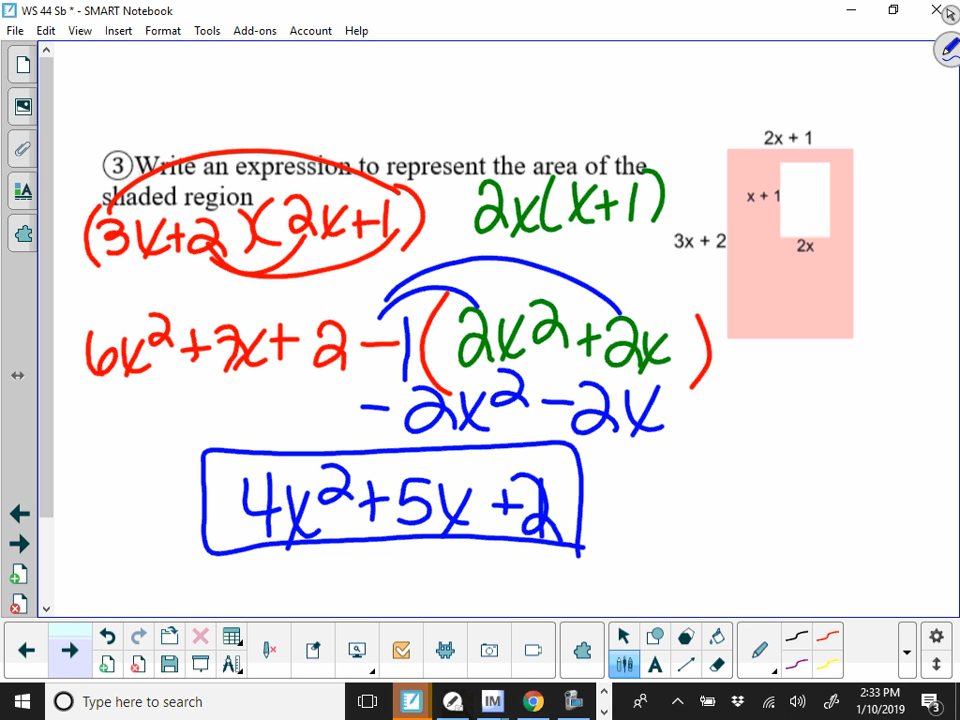 WS 44 Sb * - SMART Notebook
File Edit View Insert Format Tools Add-ons Account Help
③Write an expression to represent the area of the
shaded region
(3x+2)(2x+1) 2x(x+1)
2x + 1
x + 1
3x + 2
2x
6x²+7x+2-1(2x²+2x)
-2x²-2x
4x²+5x+2
A A
Type here to search
IM
2:33 PM
1/10/2019
3